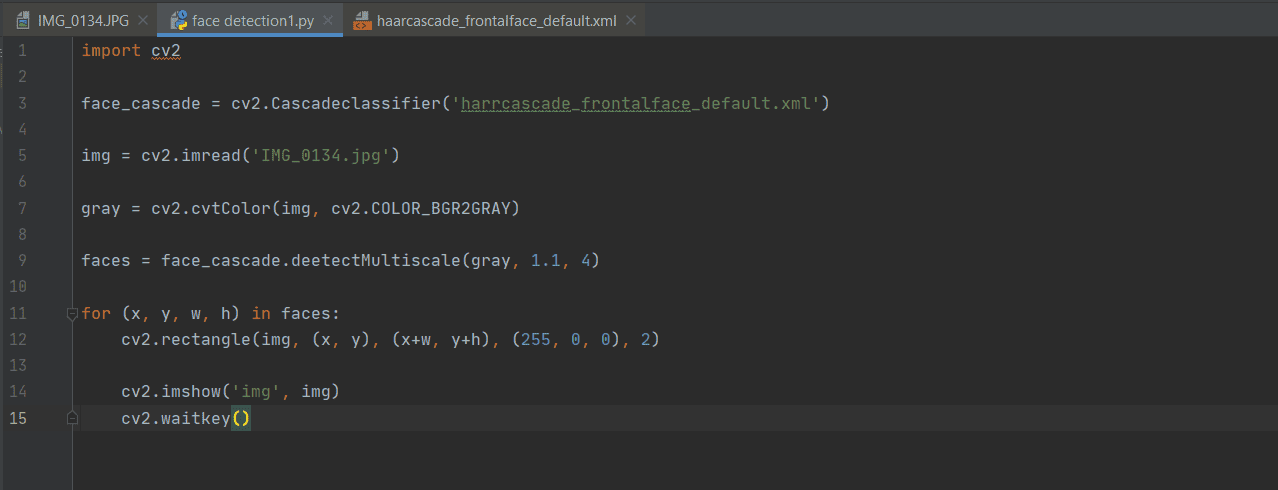 IMG_0134.JPG face detection1.py haarcascade_frontalface_default.xml
1 import cv2
2
3 face_cascade = cv2.Cascadeclassifier('harrcascade_frontalface_default.xml')
4
5 img = cv2.imread('IMG_0134.jpg')
6
7 gray = cv2.cvtColor(img, cv2.COLOR_BGR2GRAY)
8
9 faces = face_cascade.deetectMultiscale(gray, 1.1, 4)
10
11 for (x, y, w, h) in faces:
12 cv2.rectangle(img, (x, y), (x+w, y+h), (255, 0, 0), 2)
13
14 cv2.imshow('img', img)
15 cv2.waitkey()